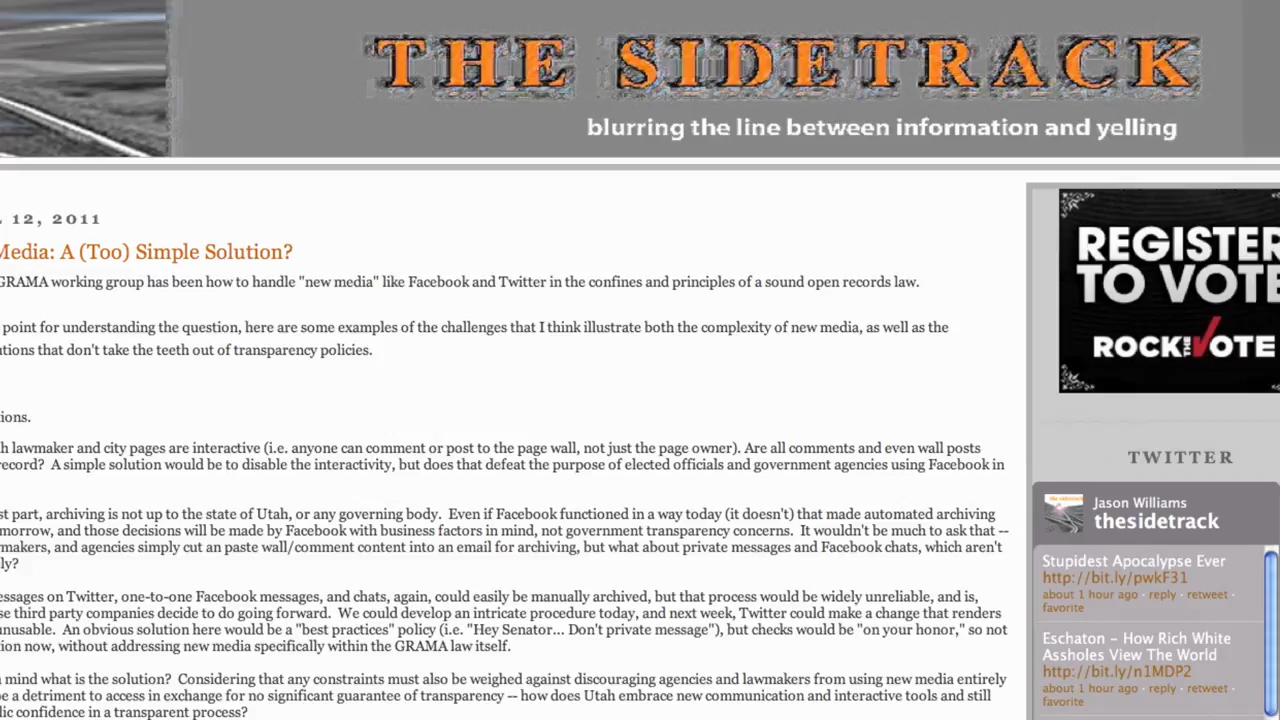 THE SIDETRACK
blurring the line between information and yelling
12, 2011
Media: A (Too) Simple Solution?
GRAMA working group has been how to handle "new media" like Facebook and Twitter in the confines and principles of a sound open records law.
point for understanding the question, here are some examples of the challenges that I think illustrate both the complexity of new media, as well as the
utions that don't take the teeth out of transparency policies.
ions.
h lawmaker and city pages are interactive (i.e. anyone can comment or post to the page wall, not just the page owner). Are all comments and even wall posts
record? A simple solution would be to disable the interactivity, but does that defeat the purpose of elected officials and government agencies using Facebook in
st part, archiving is not up to the state of Utah, or any governing body. Even if Facebook functioned in a way today (it doesn't) that made automated archiving
morrow, and those decisions will be made by Facebook with business factors in mind, not government transparency concerns. It wouldn't be much to ask that --
makers, and agencies simply cut an paste wall/comment content into an email for archiving, but what about private messages and Facebook chats, which aren't
ly?
essages on Twitter, one-to-one Facebook messages, and chats, again, could easily be manually archived, but that process would be widely unreliable, and is,
se third party companies decide to do going forward. We could develop an intricate procedure today, and next week, Twitter could make a change that renders
unusable. An obvious solution here would be a "best practices" policy (i.e. "Hey Senator... Don't private message"), but checks would be "on your honor," so not
ion now, without addressing new media specifically within the GRAMA law itself.
mind what is the solution? Considering that any constraints must also be weighed against discouraging agencies and lawmakers from using new media entirely
e a detriment to access in exchange for no significant guarantee of transparency -- how does Utah embrace new communication and interactive tools and still
lic confidence in a transparent process?
REGISTER
TO VOTE
ROCK THE VOTE
TWITTER
Jason Williams
thesidetrack
Stupidest Apocalypse Ever
http://bit.ly/pwkF31
about 1 hour ago · reply · retweet ·
favorite
Eschaton - How Rich White
Assholes View The World
http://bit.ly/n1MDP2
about 1 hour ago · reply · retweet ·
favorite